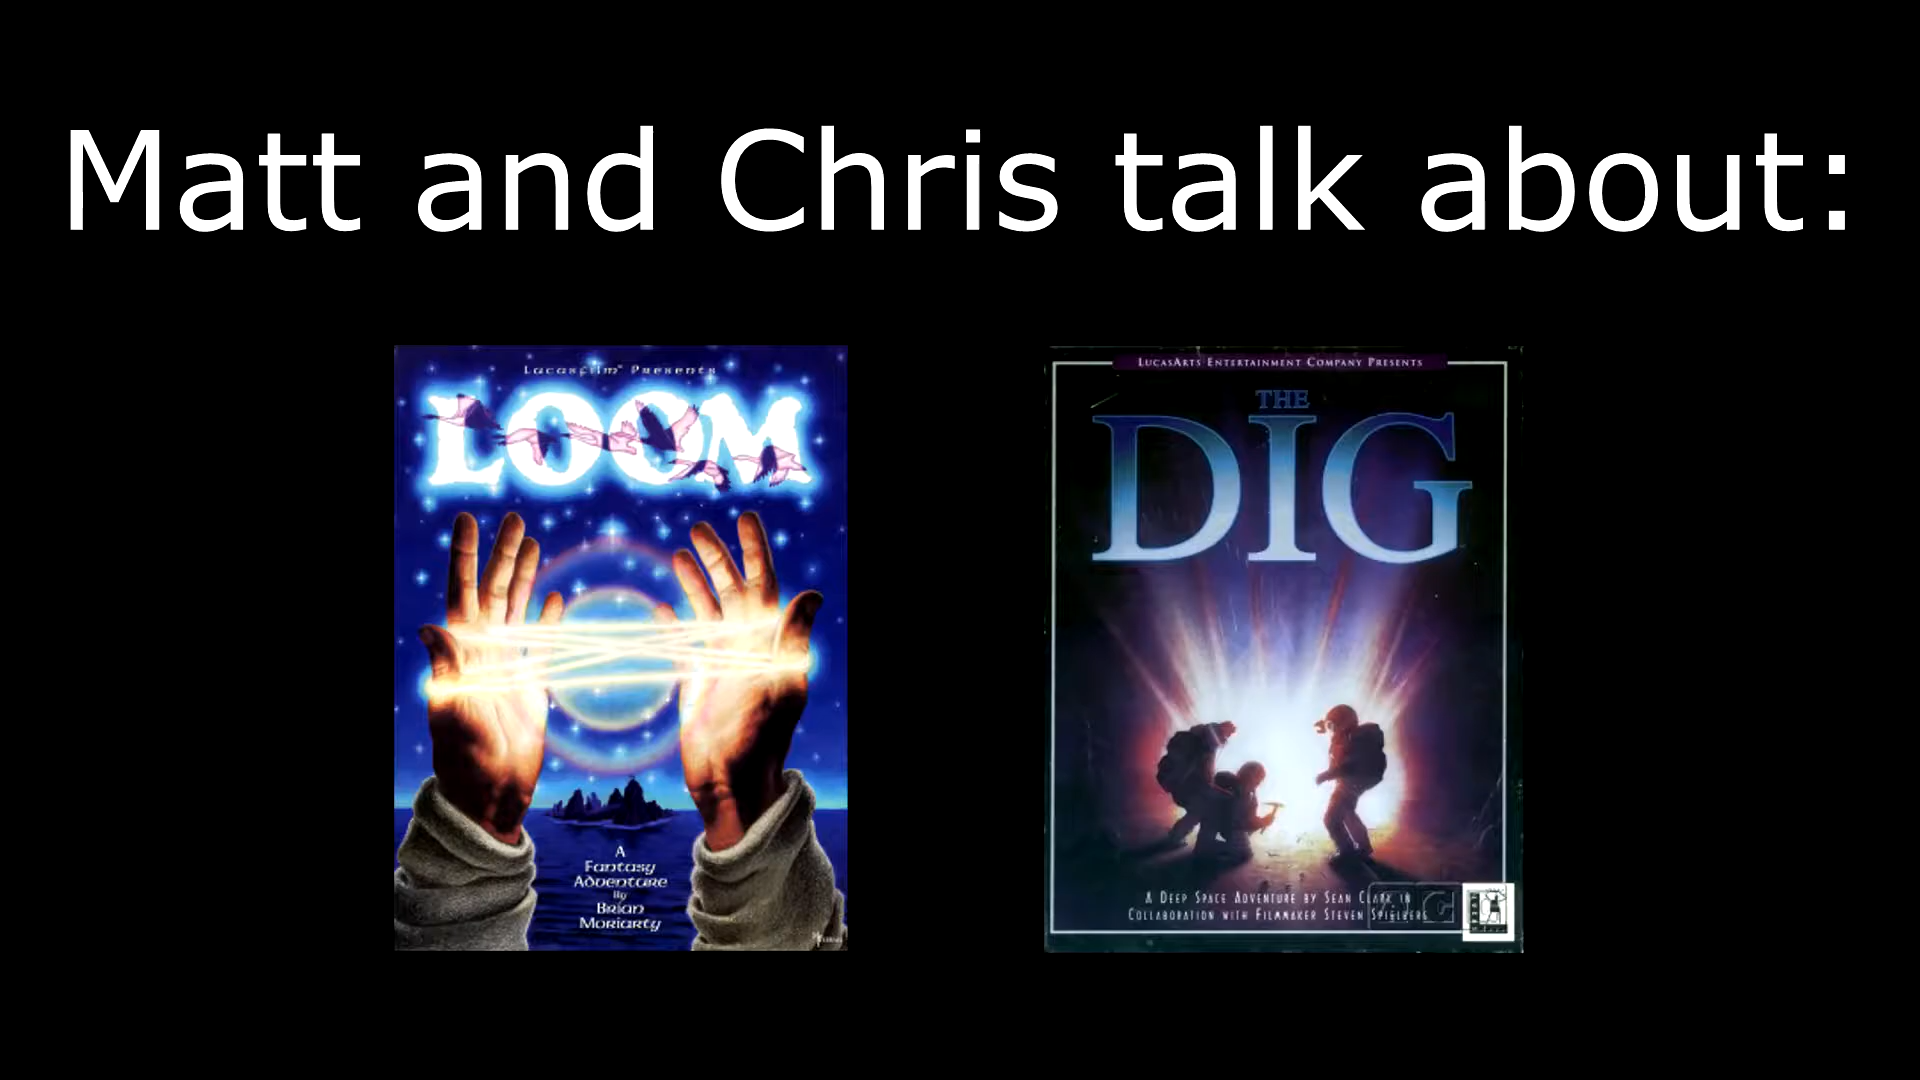 Matt and Chris talk about:
Lucasfilm™ Presents
LOOM
A
Fantasy
Adventure
By
Brian
Moriarty
LucasArts Entertainment Company Presents
THE
DIG
A Deep Space Adventure by Sean Clark in
Collaboration with Filmmaker Steven Spielberg